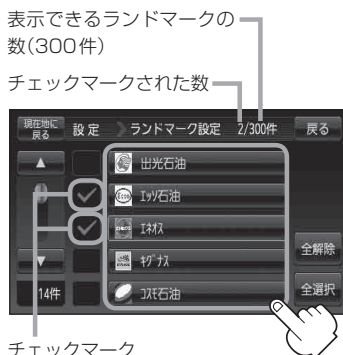 表示できるランドマークの
数(300件)
チェックマークされた数
現在地に
戻る
設定
ランドマーク設定
2/300件
戻る
出光石油
Esso
エッソ石油
ENEOS
エネオス
キグナス
コスモ石油
全解除
全選択
14件
チェックマーク